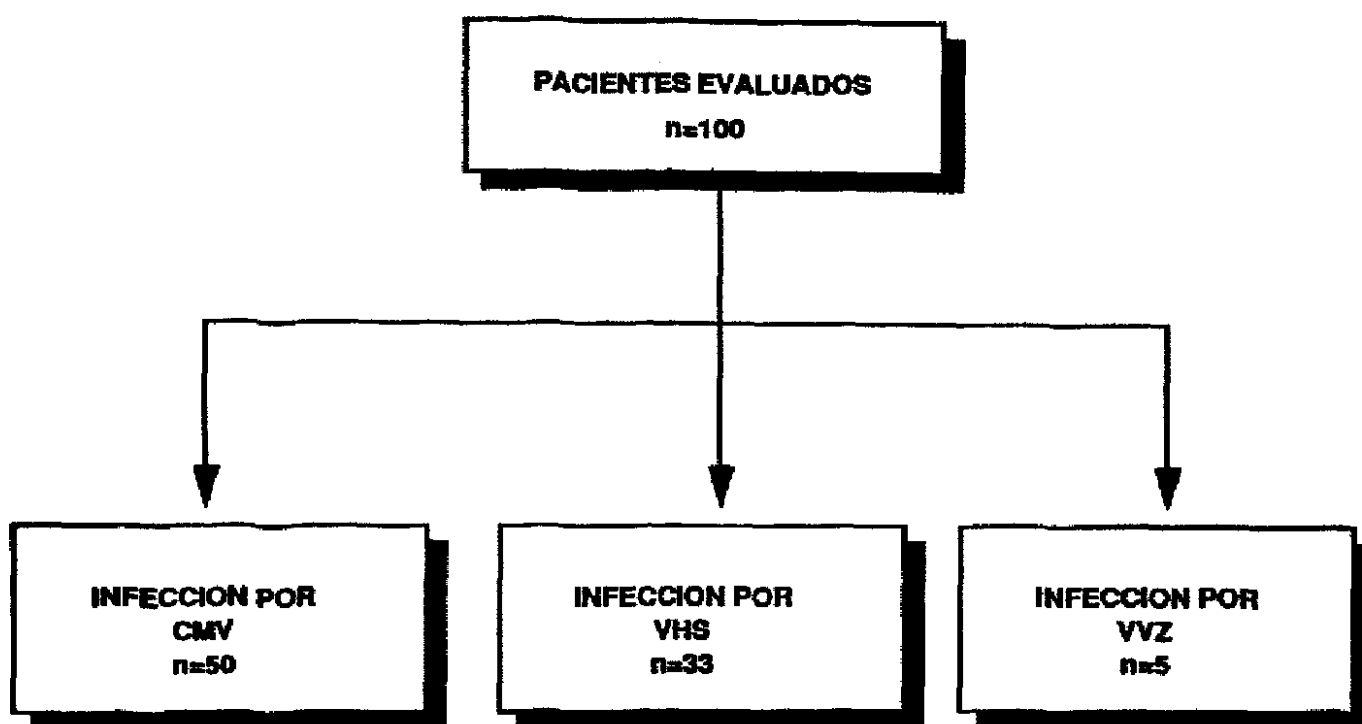 PACIENTES EVALUADOS
n=100
INFECCION POR
CMV
n=50
INFECCION POR
VHS
n=33
INFECCION POR
VVZ
n=5